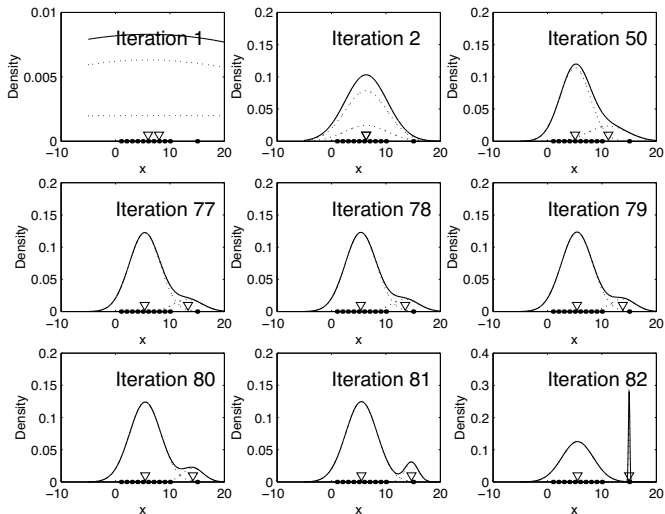 Iteration 1
0.01
0.005
0
Density
−10 0 10 20
x
Iteration 2
0.2
0.15
0.1
0.05
0
Density
−10 0 10 20
x
Iteration 50
0.2
0.15
0.1
0.05
0
Density
−10 0 10 20
x
Iteration 77
0.2
0.15
0.1
0.05
0
Density
−10 0 10 20
x
Iteration 78
0.2
0.15
0.1
0.05
0
Density
−10 0 10 20
x
Iteration 79
0.2
0.15
0.1
0.05
0
Density
−10 0 10 20
x
Iteration 80
0.2
0.15
0.1
0.05
0
Density
−10 0 10 20
x
Iteration 81
0.2
0.15
0.1
0.05
0
Density
−10 0 10 20
x
Iteration 82
0.4
0.3
0.2
0.1
0
Density
−10 0 10 20
x